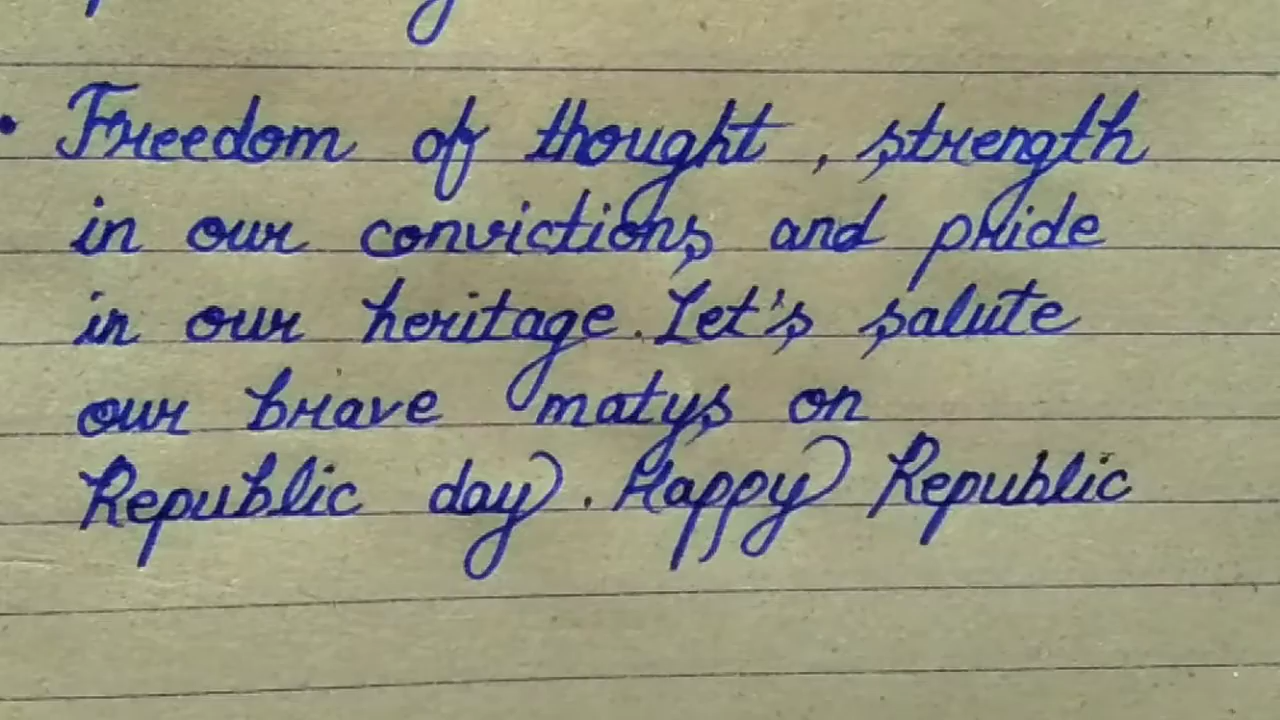 • Freedom of thought, strength
in our convictions and pride
in our heritage. Let's salute
our brave matys on
Republic day. Happy Republic